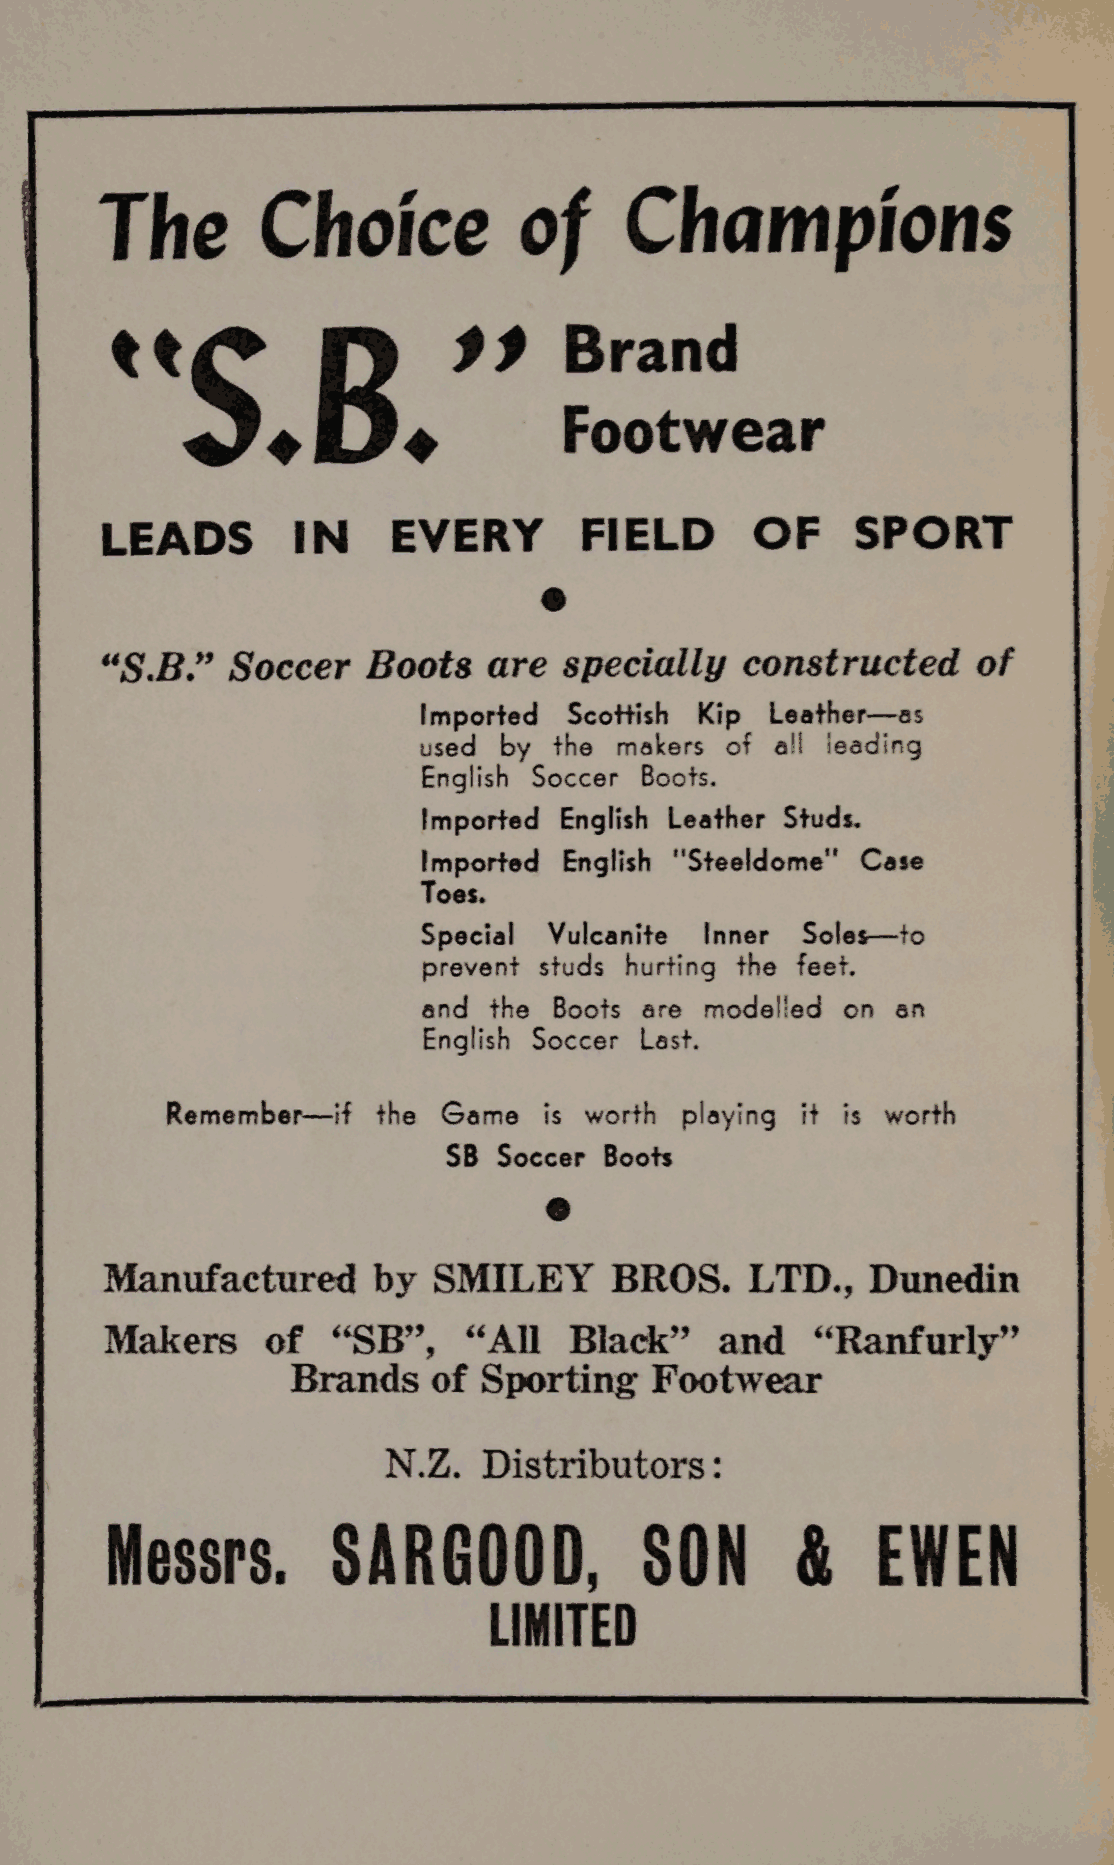 The Choice of Champions
“S.B.” Brand
Footwear
LEADS IN EVERY FIELD OF SPORT
“S.B.” Soccer Boots are specially constructed of
Imported Scottish Kip Leather—as
used by the makers of all leading
English Soccer Boots.
Imported English Leather Studs.
Imported English "Steeldome" Case
Toes.
Special Vulcanite Inner Soles—to
prevent studs hurting the feet.
and the Boots are modelled on an
English Soccer Last.
Remember—if the Game is worth playing it is worth
SB Soccer Boots
Manufactured by SMILEY BROS. LTD., Dunedin
Makers of “SB”, “All Black” and “Ranfurly”
Brands of Sporting Footwear
N.Z. Distributors:
Messrs. SARGOOD, SON & EWEN
LIMITED